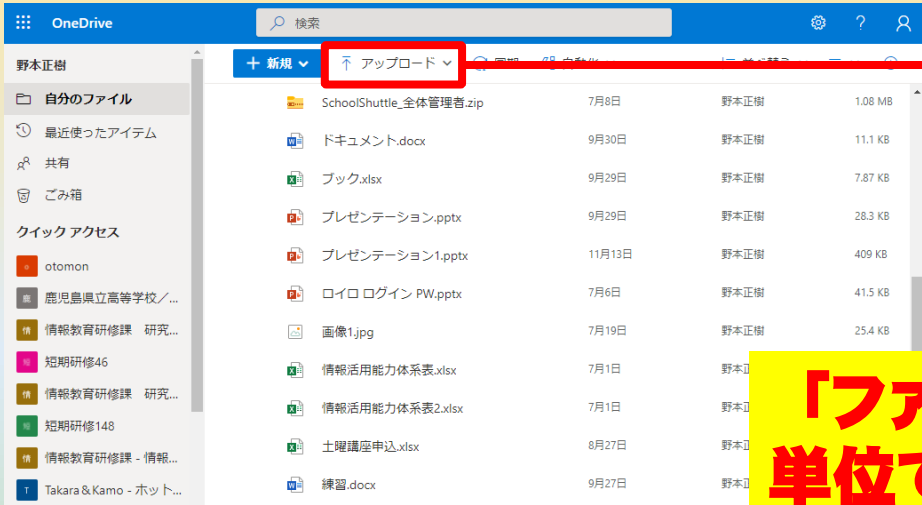 OneDrive
検索
野本正樹
+ 新規
アップロード
自分のファイル
最近使ったアイテム
共有
ごみ箱
クイック アクセス
otomon
鹿児島県立高等学校／...
情報教育研修課　研究...
短期研修46
情報教育研修課　研究...
短期研修148
情報教育研修課 - 情報...
Takara＆Kamo - ホット...
SchoolShuttle_全体管理者.zip 7月8日 野本正樹 1.08 MB
ドキュメント.docx 9月30日 野本正樹 11.1 KB
ブック.xlsx 9月29日 野本正樹 7.87 KB
プレゼンテーション.pptx 9月29日 野本正樹 28.3 KB
プレゼンテーション1.pptx 11月13日 野本正樹 409 KB
ロイロ ログイン PW.pptx 7月6日 野本正樹 41.5 KB
画像1.jpg 7月19日 野本正樹 25.4 KB
情報活用能力体系表.xlsx 7月1日 野本
情報活用能力体系表2.xlsx 7月1日 野本
土曜講座申込.xlsx 8月27日 野本
練習.docx 9月27日 野本
「ファ
単位で